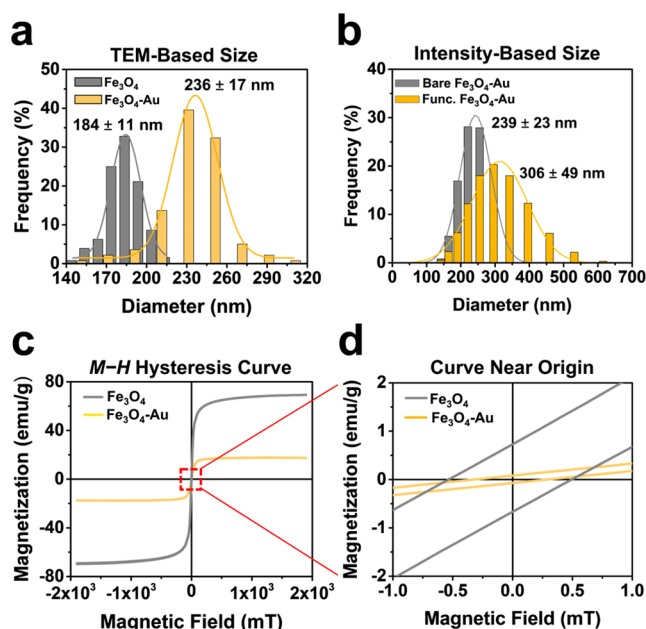 a
TEM-Based Size
Frequency (%)
50
40
30
20
10
0
Fe₃O₄
Fe₃O₄-Au
236 ± 17 nm
184 ± 11 nm
140 170 200 230 260 290 320
Diameter (nm)
b
Intensity-Based Size
Frequency (%)
40
30
20
10
0
Bare Fe₃O₄-Au
Func. Fe₃O₄-Au
239 ± 23 nm
306 ± 49 nm
0 100 200 300 400 500 600 700
Diameter (nm)
c
M−H Hysteresis Curve
Magnetization (emu/g)
80
40
0
-40
-80
Fe₃O₄
Fe₃O₄-Au
-2x10³ -1x10³ 0 1x10³ 2x10³
Magnetic Field (mT)
d
Curve Near Origin
Magnetization (emu/g)
2
1
0
-1
-2
Fe₃O₄
Fe₃O₄-Au
-1.0 -0.5 0.0 0.5 1.0
Magnetic Field (mT)